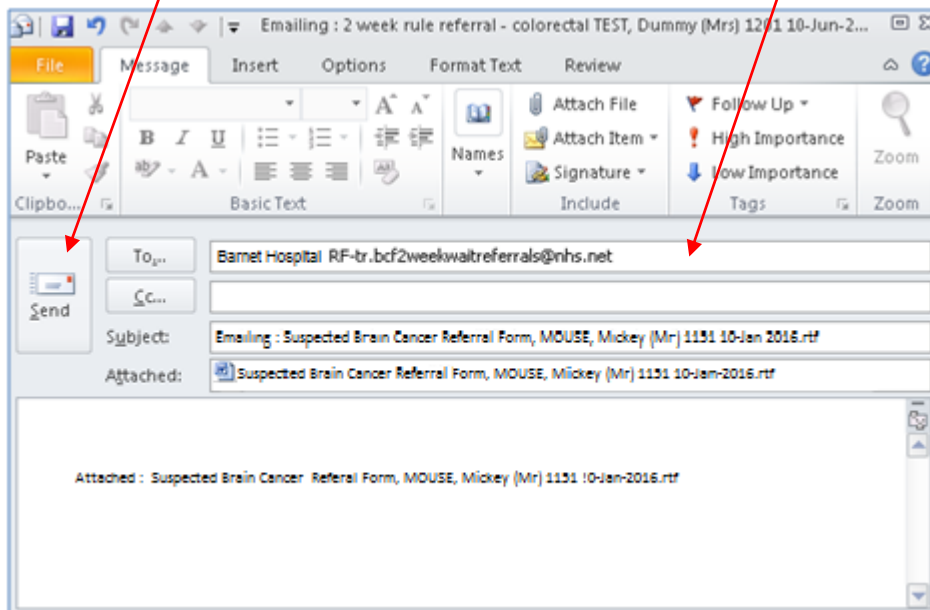 Emailing : 2 week rule referral - colorectal TEST, Dummy (Mrs) 1201 10-Jun-2...
File Message Insert Options Format Text Review
Paste
B I U
Names
Attach File
Attach Item
Signature
Follow Up
High Importance
Low Importance
Zoom
Clipbo... Basic Text Include Tags Zoom
Send
To... Barnet Hospital RF-tr.bcf2weekwaitreferrals@nhs.net
Cc...
Subject: Emailing : Suspected Brain Cancer Referral Form, MOUSE, Mickey (Mr) 1151 10-Jan 2016.rtf
Attached: Suspected Brain Cancer Referral Form, MOUSE, Miickey (Mr) 1151 10-Jan-2016.rtf
Attached : Suspected Brain Cancer Referal Form, MOUSE, Mickey (Mr) 1151 !0-Jan-2016.rtf